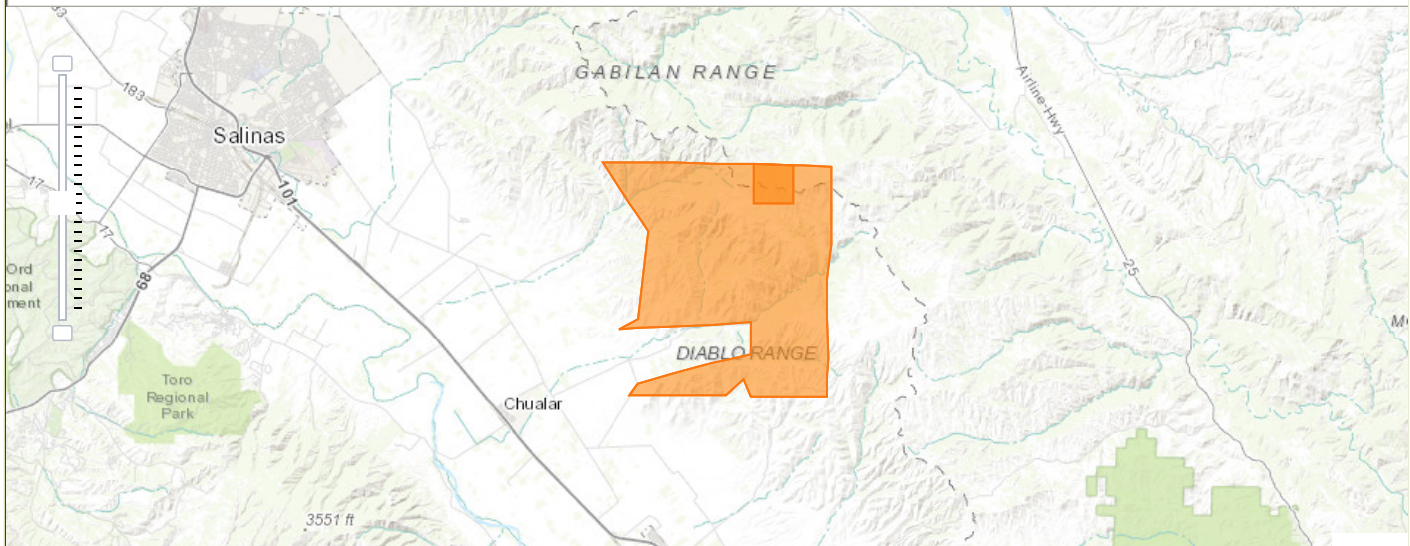 GABILAN RANGE
183
Airline Hwy
Salinas
17
101
17
68
25
Ord
onal
ment
DIABLO RANGE
Toro
Regional
Park
Chualar
3551 ft